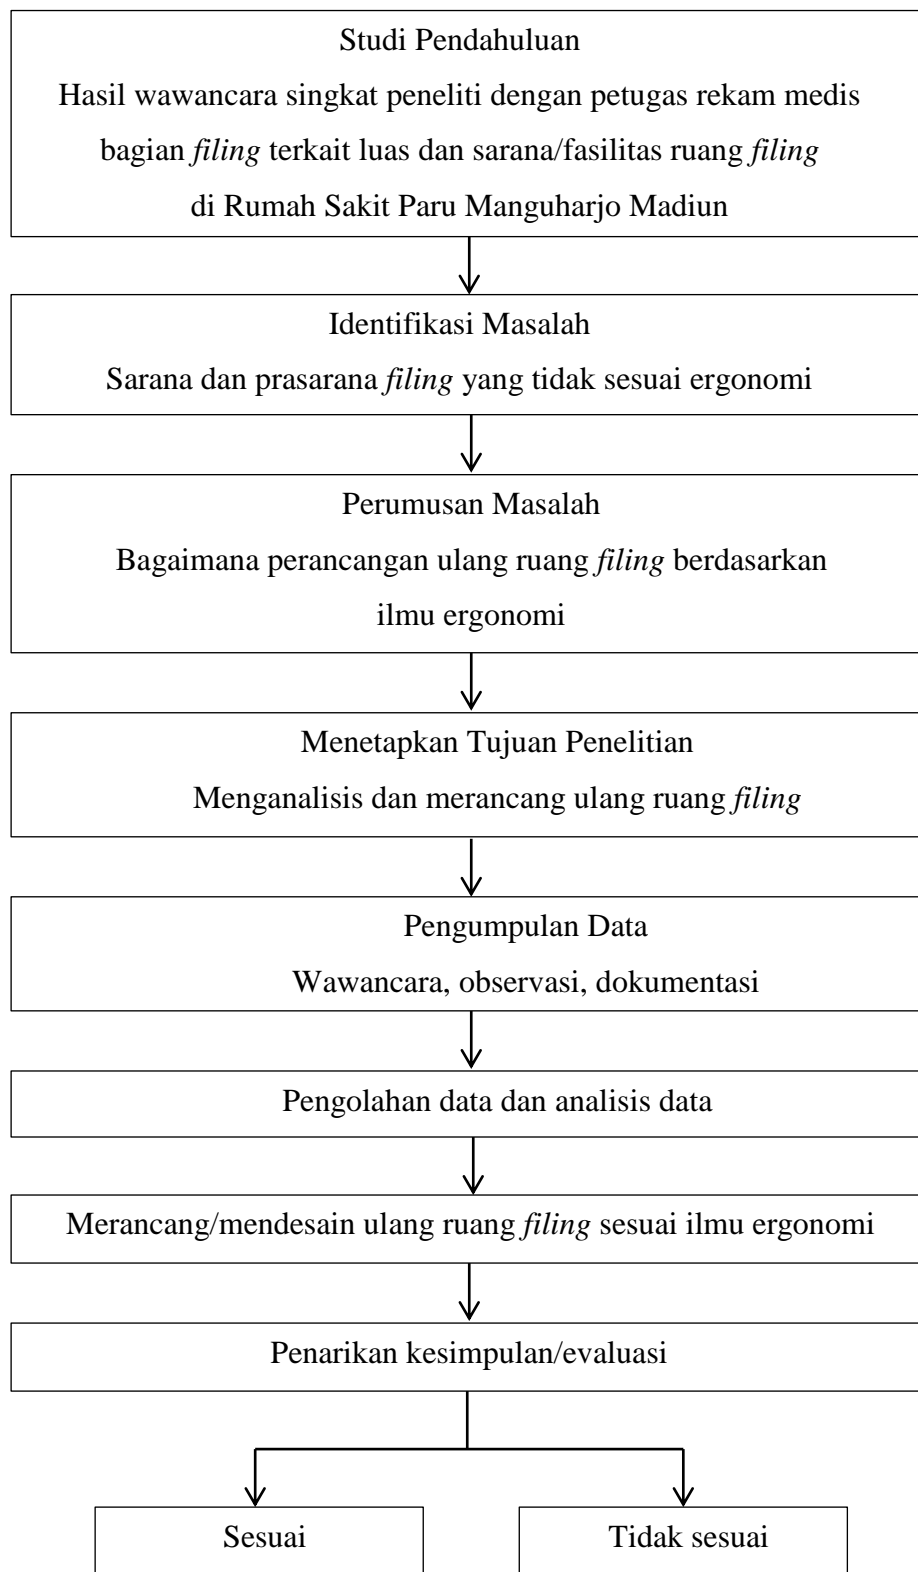 Studi Pendahuluan
Hasil wawancara singkat peneliti dengan petugas rekam medis
bagian filing terkait luas dan sarana/fasilitas ruang filing
di Rumah Sakit Paru Manguharjo Madiun
Identifikasi Masalah
Sarana dan prasarana filing yang tidak sesuai ergonomi
Perumusan Masalah
Bagaimana perancangan ulang ruang filing berdasarkan
ilmu ergonomi
Menetapkan Tujuan Penelitian
Menganalisis dan merancang ulang ruang filing
Pengumpulan Data
Wawancara, observasi, dokumentasi
Pengolahan data dan analisis data
Merancang/mendesain ulang ruang filing sesuai ilmu ergonomi
Penarikan kesimpulan/evaluasi
Sesuai
Tidak sesuai